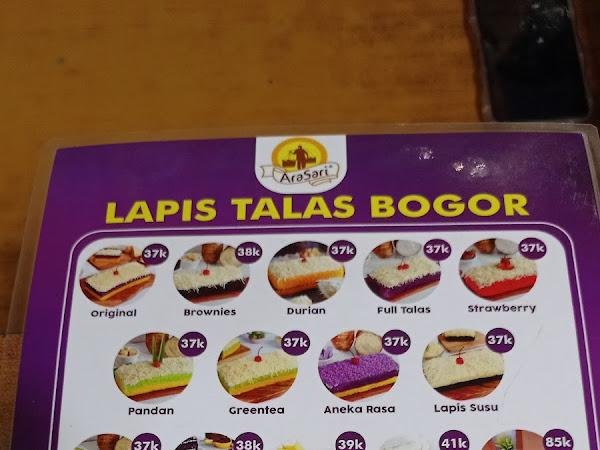 AraSari
LAPIS TALAS BOGOR
37k 38k 37k 37k 37k
Original Brownies Durian Full Talas Strawberry
37k 37k 37k 37k
Pandan Greentea Aneka Rasa Lapis Susu
37k 38k 39k 41k 85k